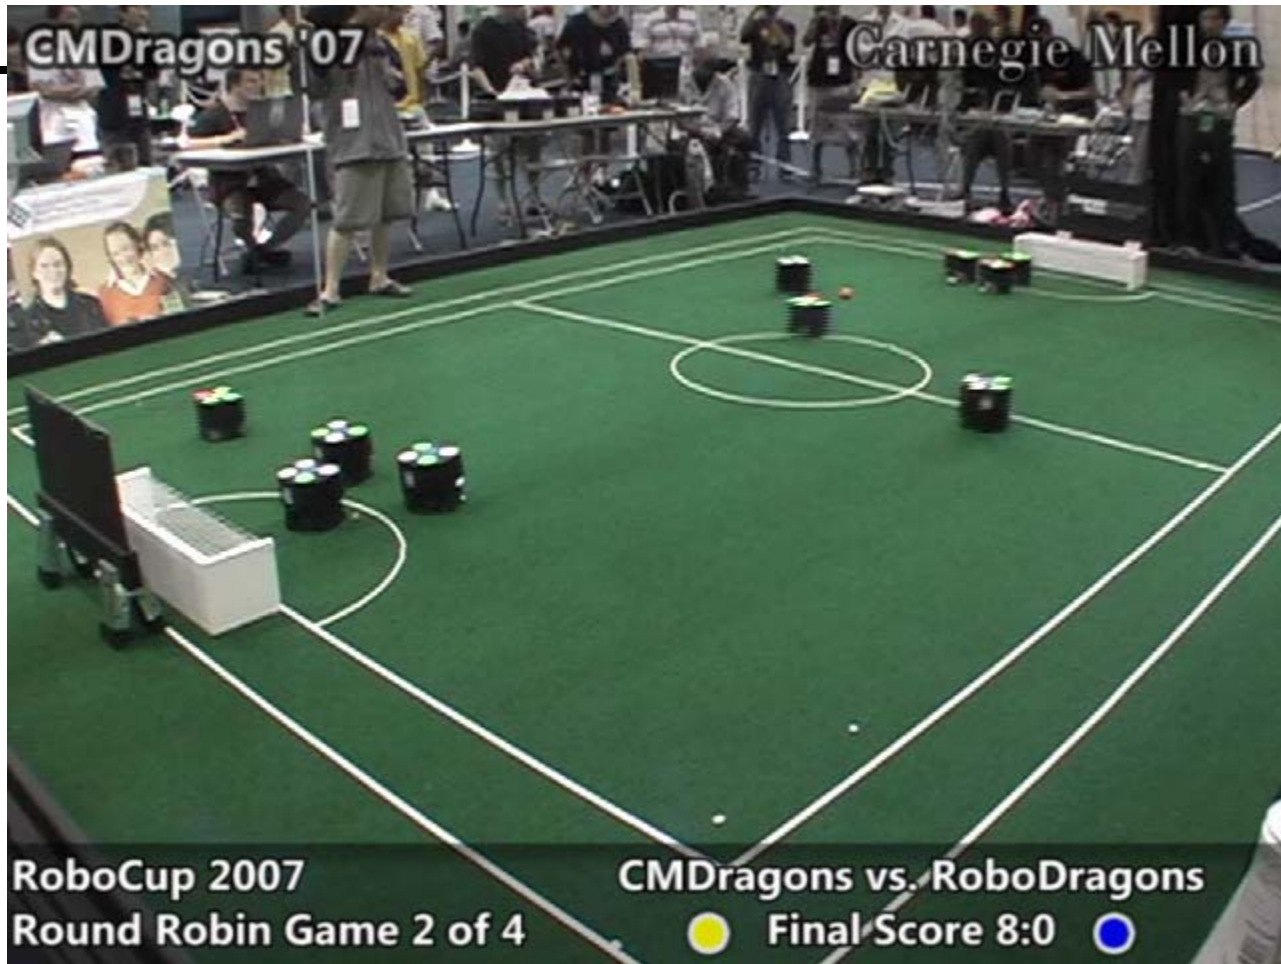 CMDragons '07
Carnegie Mellon
RoboCup 2007
CMDragons vs. RoboDragons
Round Robin Game 2 of 4
Final Score 8:0